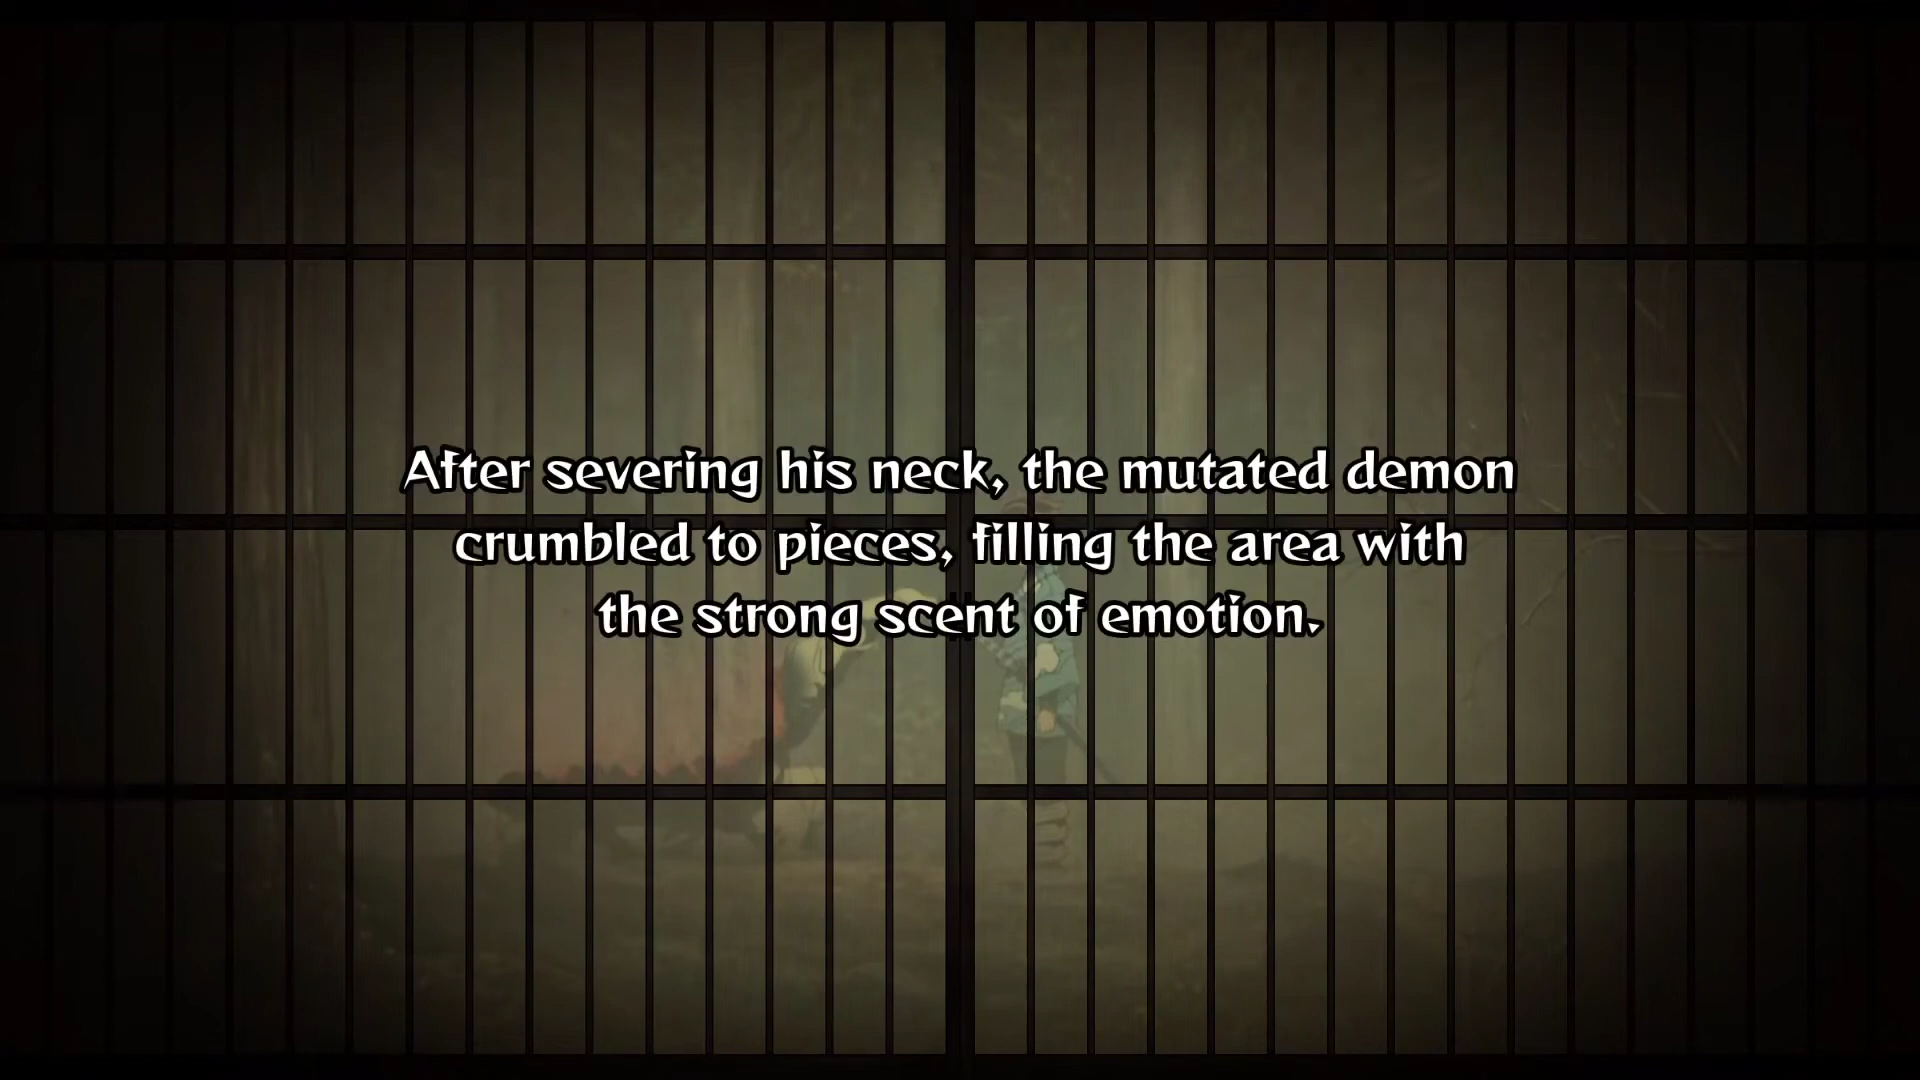 After severing his neck, the mutated demon
crumbled to pieces, filling the area with
the strong scent of emotion.